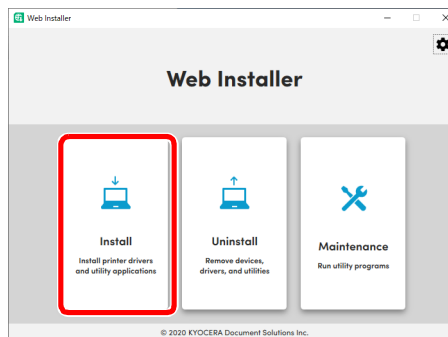 Web Installer
Web Installer
Install
Install printer drivers
and utility applications
Uninstall
Remove devices,
drivers, and utilities
Maintenance
Run utility programs
© 2020 KYOCERA Document Solutions Inc.